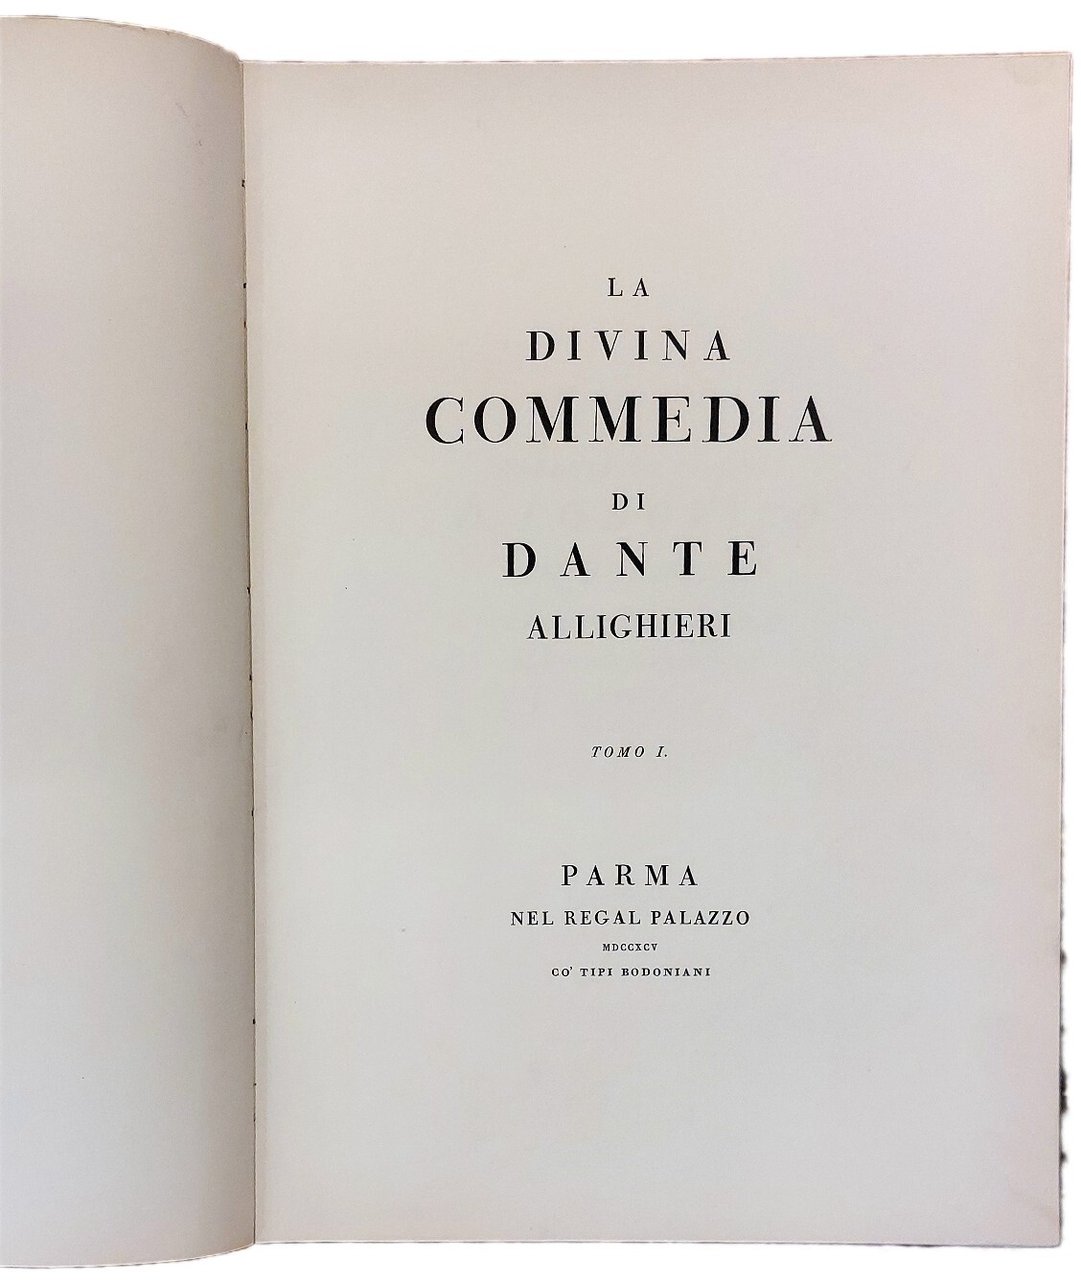 LA
DIVINA
COMMEDIA
DI
DANTE
ALLIGHIERI
TOMO I.
PARMA
NEL REGAL PALAZZO
MDCCXCV
CO' TIPI BODONIANI